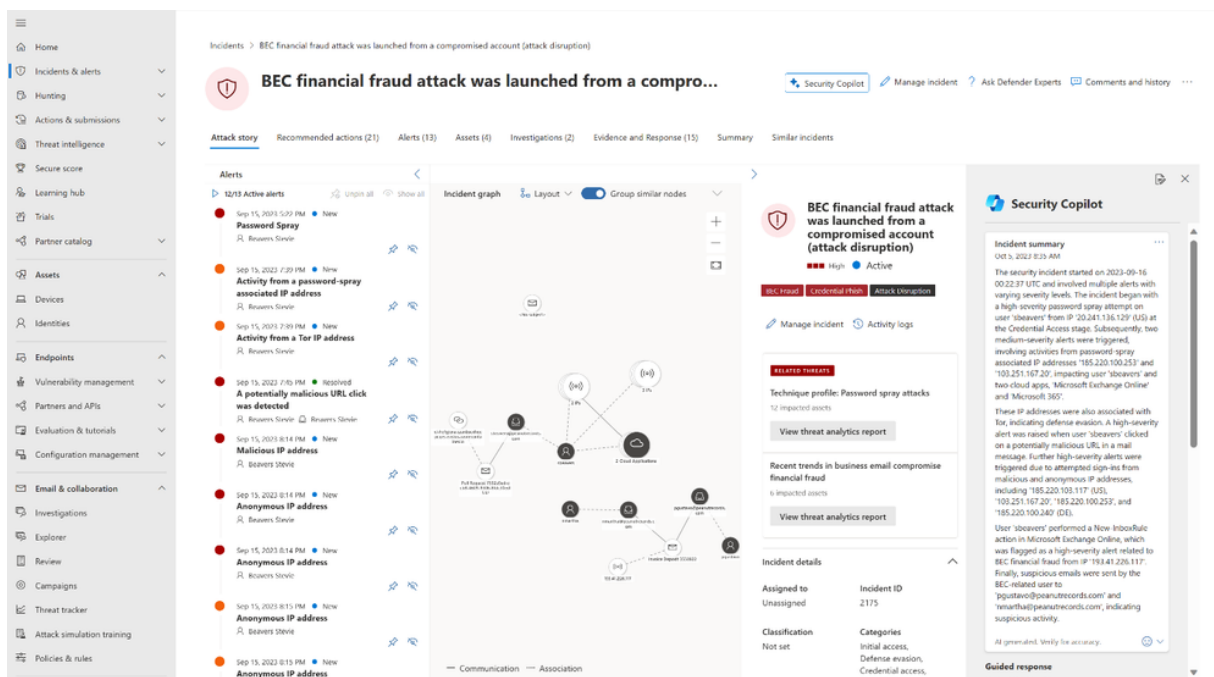 Home
Incidents & alerts
Hunting
Actions & submissions
Threat intelligence
Secure score
Learning hub
Trials
Partner catalog
Assets
Devices
Identities
Endpoints
Vulnerability management
Partners and APIs
Evaluation & tutorials
Configuration management
Email & collaboration
Investigations
Explorer
Review
Campaigns
Threat tracker
Attack simulation training
Policies & rules
Incidents > BEC financial fraud attack was launched from a compromised account (attack disruption)
BEC financial fraud attack was launched from a compro...
Security Copilot
Manage incident
? Ask Defender Experts
Comments and history
...
Attack story
Recommended actions (21)
Alerts (13)
Assets (4)
Investigations (2)
Evidence and Response (15)
Summary
Similar incidents
Alerts
12/13 Active alerts
Unpin all
Show all
Sep 15, 2023 5:22 PM New
Password Spray
Beavers Stevie
Sep 15, 2023 7:39 PM New
Activity from a password-spray
associated IP address
Beavers Stevie
Sep 15, 2023 7:39 PM New
Activity from a Tor IP address
Beavers Stevie
Sep 15, 2023 7:45 PM Resolved
A potentially malicious URL click
was detected
Beavers Stevie Beavers Stevie
Sep 15, 2023 8:14 PM New
Malicious IP address
Beavers Stevie
Sep 15, 2023 8:14 PM New
Anonymous IP address
Beavers Stevie
Sep 15, 2023 8:14 PM New
Anonymous IP address
Beavers Stevie
Sep 15, 2023 8:15 PM New
Anonymous IP address
Beavers Stevie
Sep 15, 2023 8:15 PM New
Anonymous IP address
Incident graph
Layout
Group similar nodes
2 IPs
sbeavers
2 Cloud Applications
nmartha
193.41.226.117
Communication
Association
BEC financial fraud attack
was launched from a
compromised account
(attack disruption)
High
Active
BEC Fraud
Credential Phish
Attack Disruption
Manage incident
Activity logs
RELATED THREATS
Technique profile: Password spray attacks
12 impacted assets
View threat analytics report
Recent trends in business email compromise
financial fraud
6 impacted assets
View threat analytics report
Incident details
Assigned to
Unassigned
Incident ID
2175
Classification
Not set
Categories
Initial access,
Defense evasion,
Credential access,
Security Copilot
Incident summary
...
Oct 5, 2023 8:35 AM
The security incident started on 2023-09-16
00:22:37 UTC and involved multiple alerts with
varying severity levels. The incident began with
a high-severity password spray attempt on
user 'sbeavers' from IP '20.241.136.129' (US) at
the Credential Access stage. Subsequently, two
medium-severity alerts were triggered,
involving activities from password-spray
associated IP addresses '185.220.100.253' and
'103.251.167.20', impacting user 'sbeavers' and
two cloud apps, 'Microsoft Exchange Online'
and 'Microsoft 365'.
These IP addresses were also associated with
Tor, indicating defense evasion. A high-severity
alert was raised when user 'sbeavers' clicked
on a potentially malicious URL in a mail
message. Further high-severity alerts were
triggered due to attempted sign-ins from
malicious and anonymous IP addresses,
including '185.220.103.117' (US),
'103.251.167.20', '185.220.100.253', and
'185.220.100.240' (DE).
User 'sbeavers' performed a New-InboxRule
action in Microsoft Exchange Online, which
was flagged as a high-severity alert related to
BEC financial fraud from IP '193.41.226.117'.
Finally, suspicious emails were sent by the
BEC-related user to
'pgustavo@peanutrecords.com' and
'nmartha@peanutrecords.com', indicating
suspicious activity.
AI generated. Verify for accuracy.
Guided response